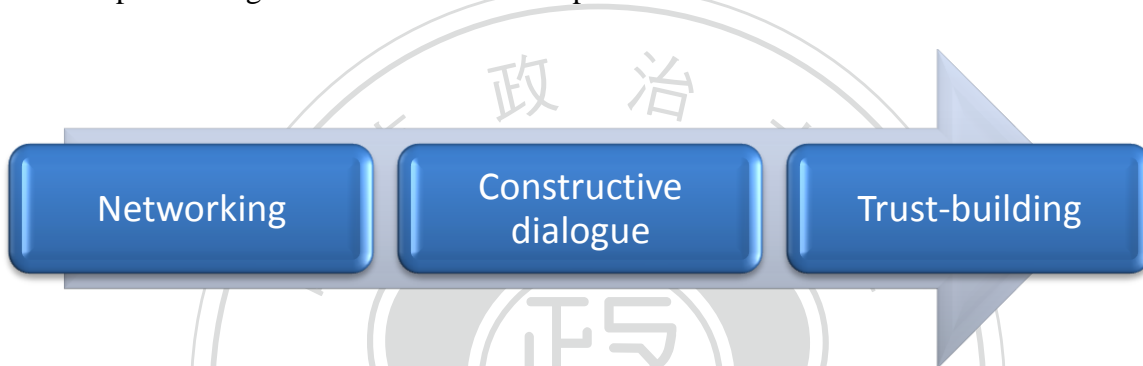 政 治
Networking
Constructive
dialogue
Trust-building